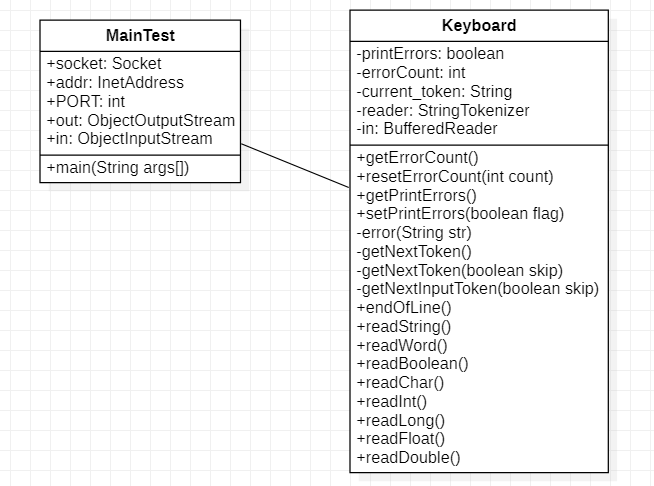 MainTest
+socket: Socket
+addr: InetAddress
+PORT: int
+out: ObjectOutputStream
+in: ObjectInputStream
+main(String args[])
Keyboard
-printErrors: boolean
-errorCount: int
-current_token: String
-reader: StringTokenizer
-in: BufferedReader
+getErrorCount()
+resetErrorCount(int count)
+getPrintErrors()
+setPrintErrors(boolean flag)
-error(String str)
-getNextToken()
-getNextToken(boolean skip)
-getNextInputToken(boolean skip)
+endOfLine()
+readString()
+readWord()
+readBoolean()
+readChar()
+readInt()
+readLong()
+readFloat()
+readDouble()